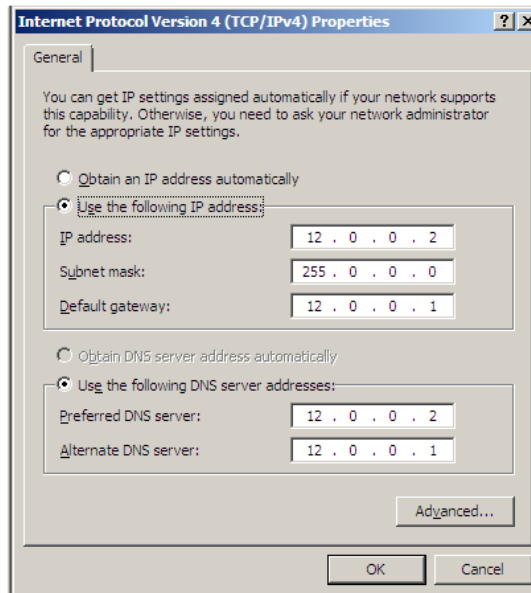 Internet Protocol Version 4 (TCP/IPv4) Properties ? X
General
You can get IP settings assigned automatically if your network supports
this capability. Otherwise, you need to ask your network administrator
for the appropriate IP settings.
Obtain an IP address automatically
Use the following IP address:
IP address: 12 . 0 . 0 . 2
Subnet mask: 255 . 0 . 0 . 0
Default gateway: 12 . 0 . 0 . 1
Obtain DNS server address automatically
Use the following DNS server addresses:
Preferred DNS server: 12 . 0 . 0 . 2
Alternate DNS server: 12 . 0 . 0 . 1
Advanced...
OK Cancel